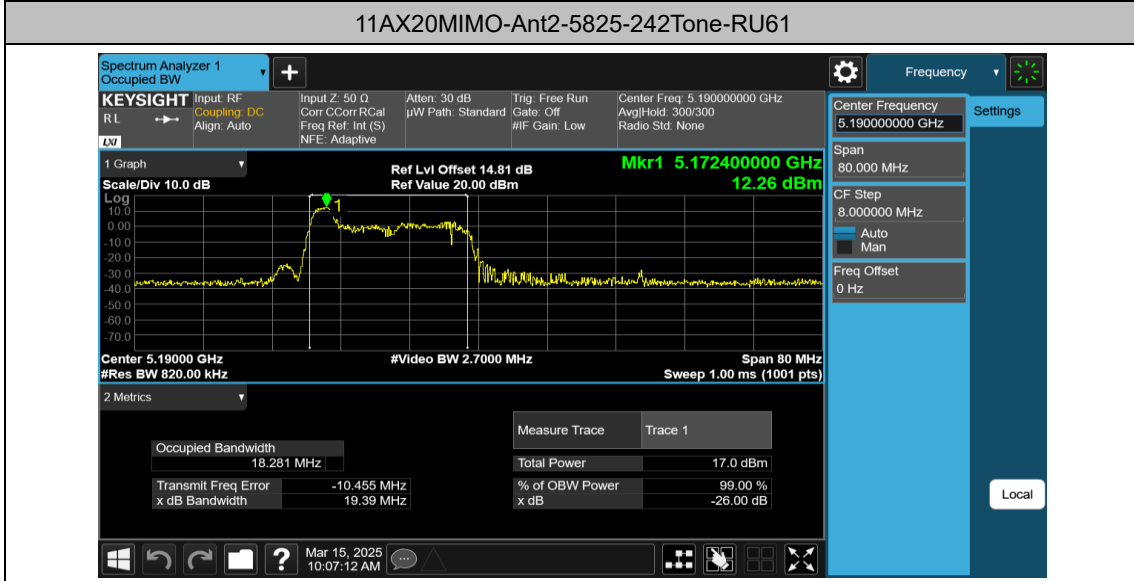 11AX20MIMO-Ant2-5825-242Tone-RU61
Spectrum Analyzer 1
Occupied BW
Frequency
KEYSIGHT
R L
LXI
Input: RF
Coupling: DC
Align: Auto
Input Z: 50 Ω
Corr CCorr RCal
Freq Ref: Int (S)
NFE: Adaptive
Atten: 30 dB
µW Path: Standard
Trig: Free Run
Gate: Off
#IF Gain: Low
Center Freq: 5.190000000 GHz
Avg|Hold: 300/300
Radio Std: None
Center Frequency
5.190000000 GHz
Settings
Span
80.000 MHz
CF Step
8.000000 MHz
Auto
Man
Freq Offset
0 Hz
1 Graph
Scale/Div 10.0 dB
Ref Lvl Offset 14.81 dB
Ref Value 20.00 dBm
Mkr1 5.172400000 GHz
12.26 dBm
Log
10.0
0.00
-10.0
-20.0
-30.0
-40.0
-50.0
-60.0
-70.0
1
Center 5.19000 GHz
#Video BW 2.7000 MHz
Span 80 MHz
#Res BW 820.00 kHz
Sweep 1.00 ms (1001 pts)
2 Metrics
Measure Trace Trace 1
Occupied Bandwidth
18.281 MHz
Total Power 17.0 dBm
Transmit Freq Error -10.455 MHz
% of OBW Power 99.00 %
x dB Bandwidth 19.39 MHz
x dB -26.00 dB
Local
?
Mar 15, 2025
10:07:12 AM